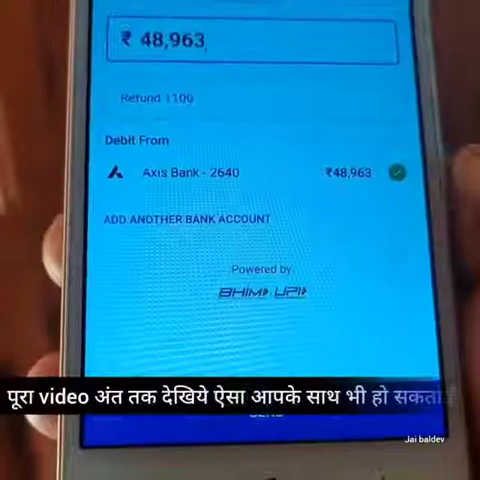 ₹ 48,963
Refund 1100
Debit From
Axis Bank - 2640 ₹48,963
ADD ANOTHER BANK ACCOUNT
Powered by
BHIM UPI
पूरा video अंत तक देखिये ऐसा आपके साथ भी हो सकता
Jai baldev